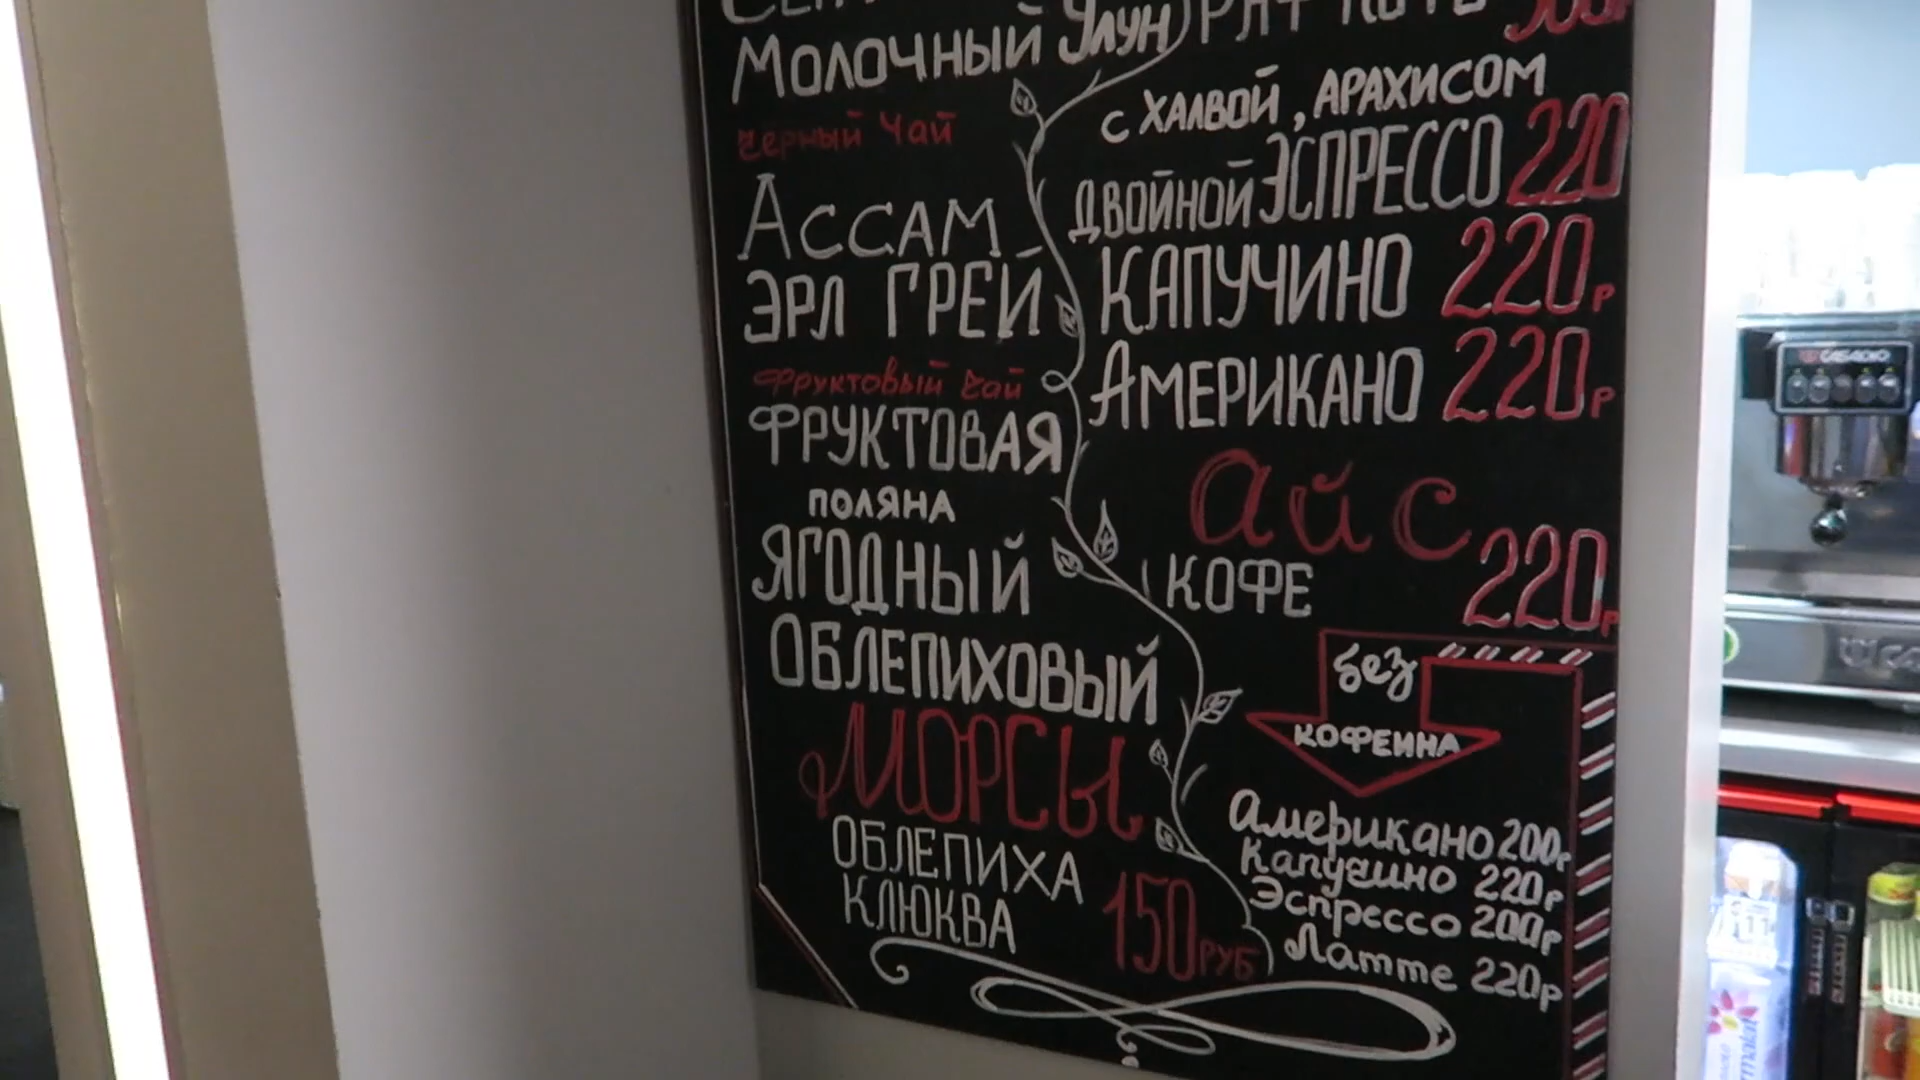 Молочный Улун
Чёрный Чай
Ассам
ЭРЛ ГРЕЙ
Фруктовый Чай
ФРУКТОВАЯ
ПОЛЯНА
ЯГОДНЫЙ
ОБЛЕПИХОВЫЙ
МОРСЫ
ОБЛЕПИХА
КЛЮКВА
150 РУБ
с ХАЛВОЙ, АРАХИСОМ
ДВОЙНОЙ ЭСПРЕССО 220
КАПУЧИНО 220р
АМЕРИКАНО 220р
Айс
КОФЕ 220р
без
КОФЕИНА
Американо 200р
Капучино 220р
Эспрессо 200р
Латте 220р
CASADIO